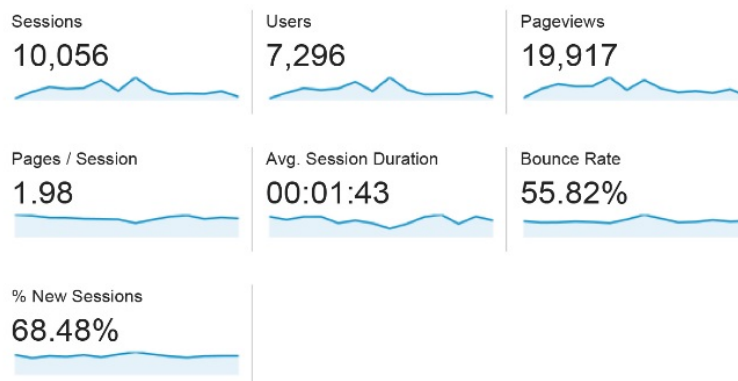 Sessions
10,056
Users
7,296
Pageviews
19,917
Pages / Session
1.98
Avg. Session Duration
00:01:43
Bounce Rate
55.82%
% New Sessions
68.48%